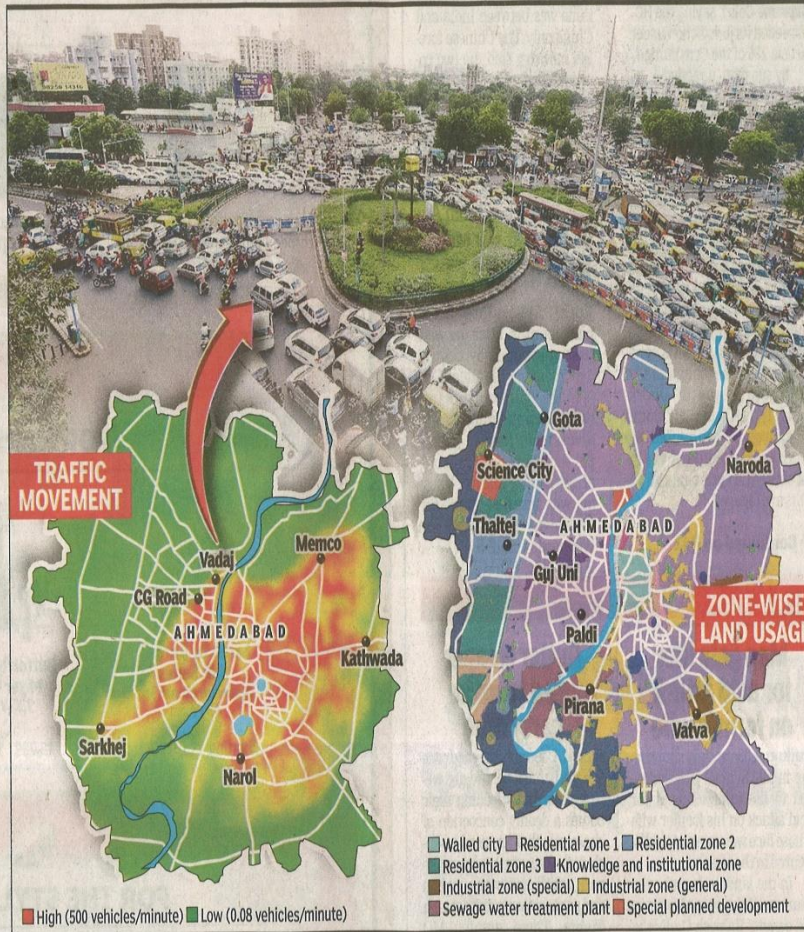 TRAFFIC
MOVEMENT
Vadaj
Memco
CG Road
AHMEDABAD
Kathwada
Sarkhej
Narol
High (500 vehicles/minute) Low (0.08 vehicles/minute)
Gota
Science City
Naroda
Thaltej
AHMEDABAD
Guj Uni
ZONE-WISE
LAND USAGE
Paldi
Pirana
Vatva
Walled city Residential zone 1 Residential zone 2
Residential zone 3 Knowledge and institutional zone
Industrial zone (special) Industrial zone (general)
Sewage water treatment plant Special planned development